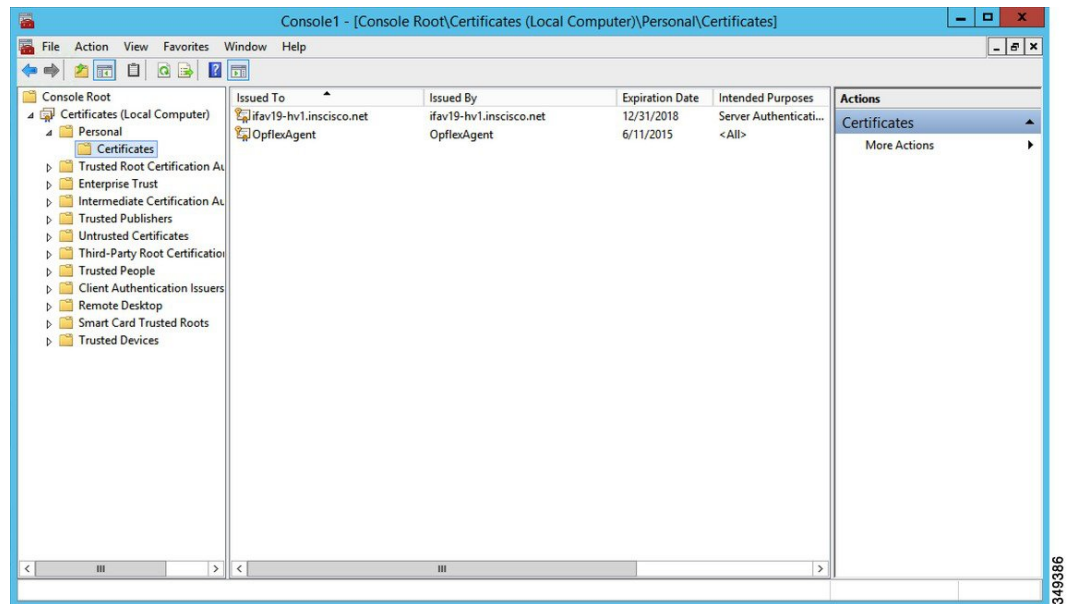 Console1 - [Console Root\Certificates (Local Computer)\Personal\Certificates]
File Action View Favorites Window Help
Console Root
Certificates (Local Computer)
Personal
Certificates
Trusted Root Certification Au
Enterprise Trust
Intermediate Certification Au
Trusted Publishers
Untrusted Certificates
Third-Party Root Certification
Trusted People
Client Authentication Issuers
Remote Desktop
Smart Card Trusted Roots
Trusted Devices
Issued To Issued By Expiration Date Intended Purposes
ifav19-hv1.inscisco.net ifav19-hv1.inscisco.net 12/31/2018 Server Authenticati...
OpflexAgent OpflexAgent 6/11/2015 <All>
Actions
Certificates
More Actions
349386